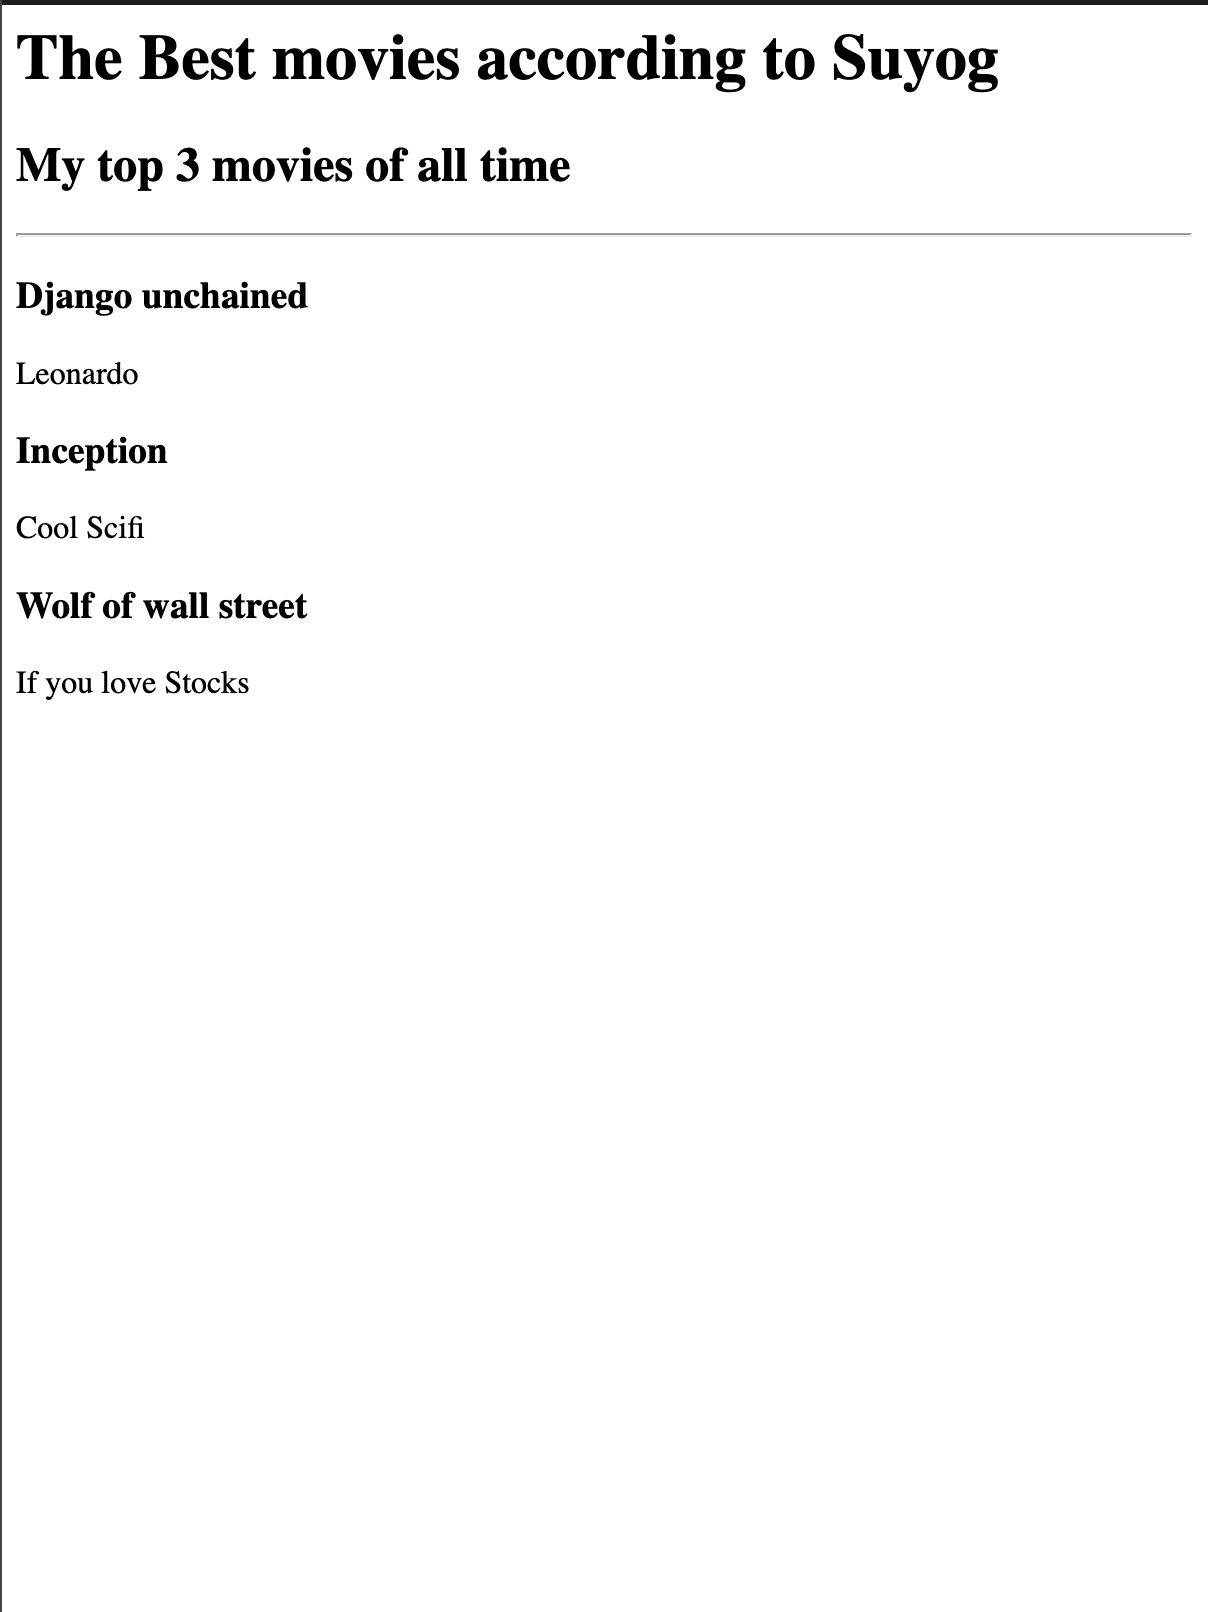 The Best movies according to Suyog
My top 3 movies of all time
Django unchained
Leonardo
Inception
Cool Scifi
Wolf of wall street
If you love Stocks